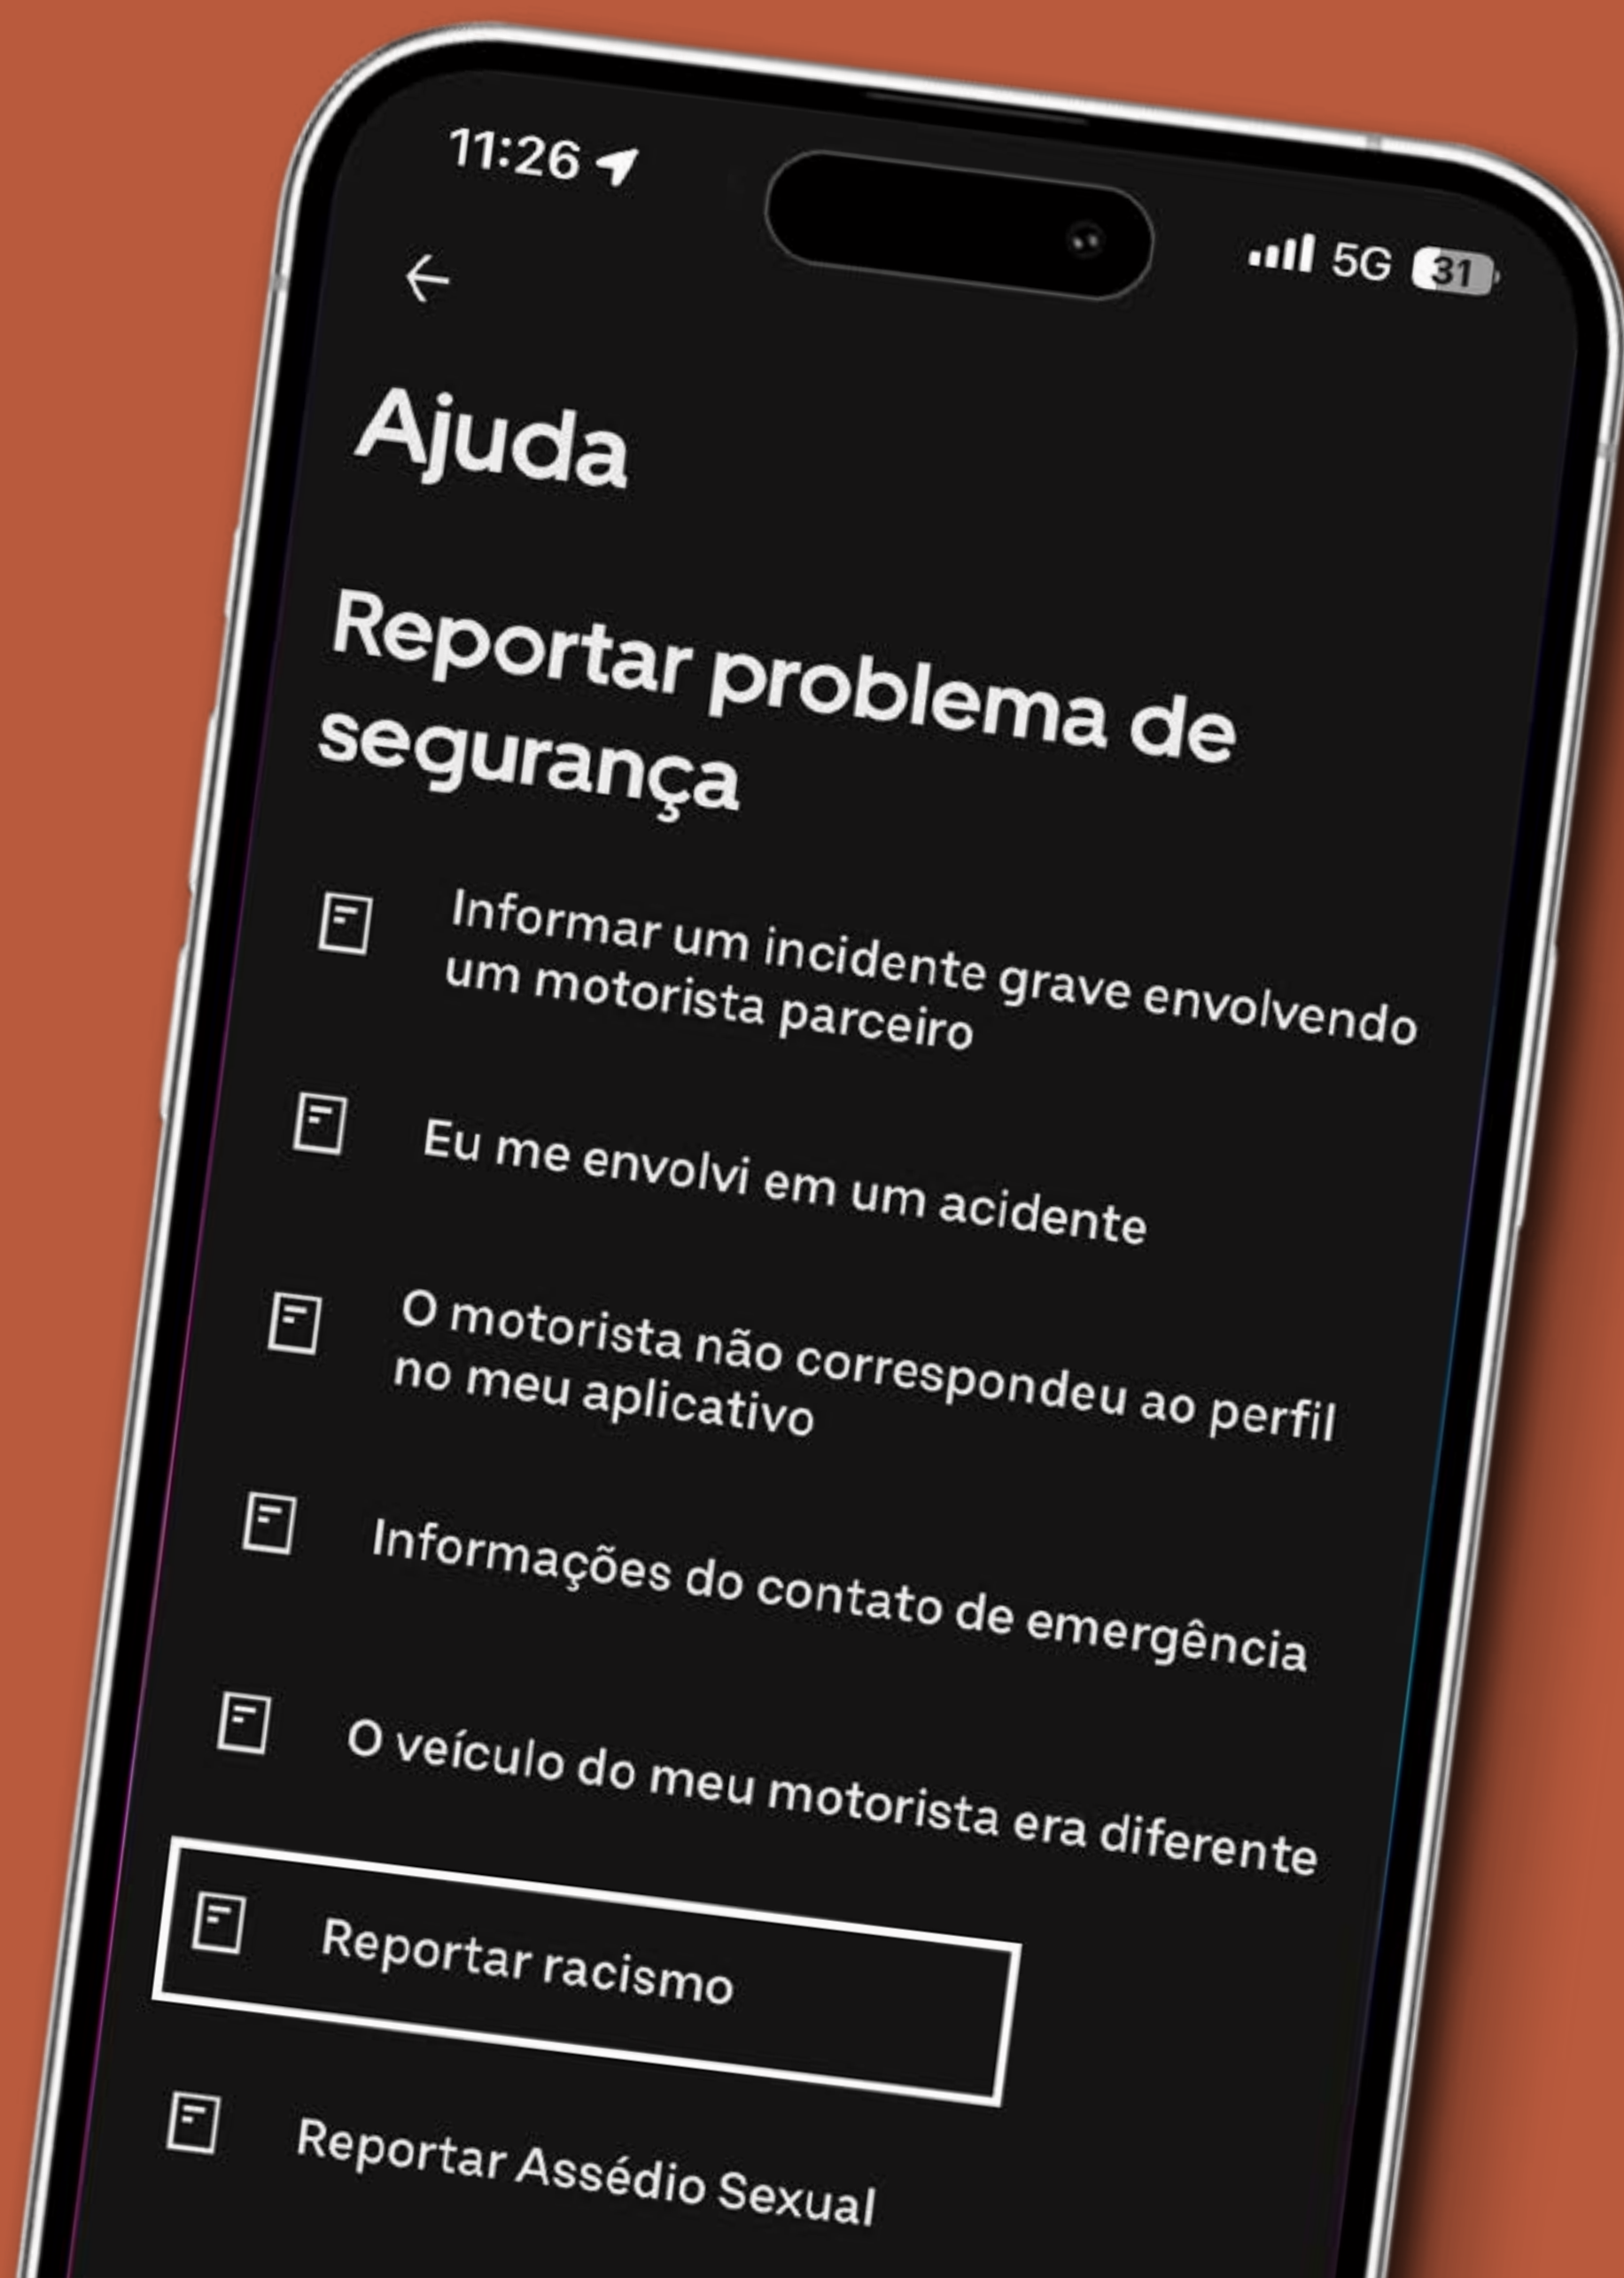 11:26
5G 31
Ajuda
Reportar problema de
segurança
Informar um incidente grave envolvendo
um motorista parceiro
Eu me envolvi em um acidente
O motorista não correspondeu ao perfil
no meu aplicativo
Informações do contato de emergência
O veículo do meu motorista era diferente
Reportar racismo
Reportar Assédio Sexual